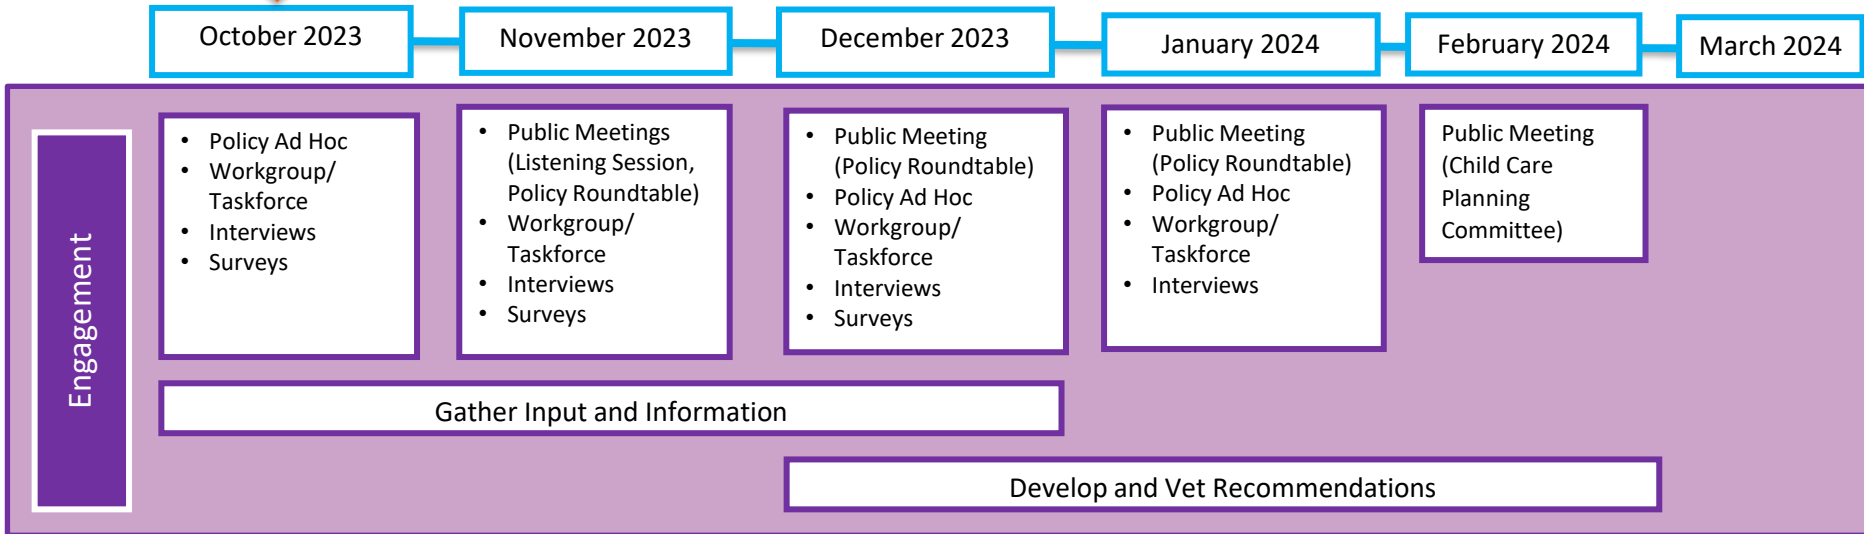 October 2023
November 2023
December 2023
January 2024
February 2024
March 2024
Engagement
• Policy Ad Hoc
• Workgroup/
Taskforce
• Interviews
• Surveys
• Public Meetings
(Listening Session,
Policy Roundtable)
• Workgroup/
Taskforce
• Interviews
• Surveys
• Public Meeting
(Policy Roundtable)
• Policy Ad Hoc
• Workgroup/
Taskforce
• Interviews
• Surveys
• Public Meeting
(Policy Roundtable)
• Policy Ad Hoc
• Workgroup/
Taskforce
• Interviews
Public Meeting
(Child Care
Planning
Committee)
Gather Input and Information
Develop and Vet Recommendations